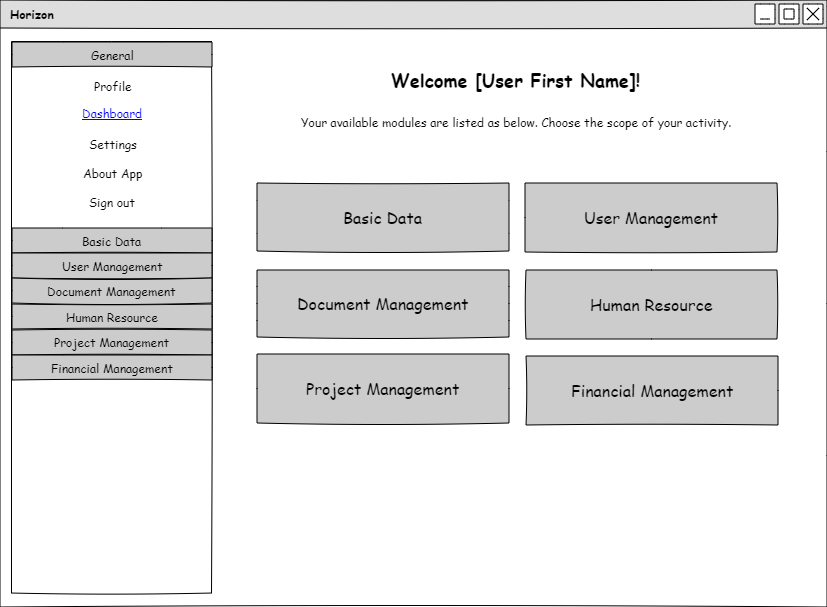 Horizon
General
Profile
Dashboard
Settings
About App
Sign out
Basic Data
User Management
Document Management
Human Resource
Project Management
Financial Management
Welcome [User First Name]!
Your available modules are listed as below. Choose the scope of your activity.
Basic Data
User Management
Document Management
Human Resource
Project Management
Financial Management